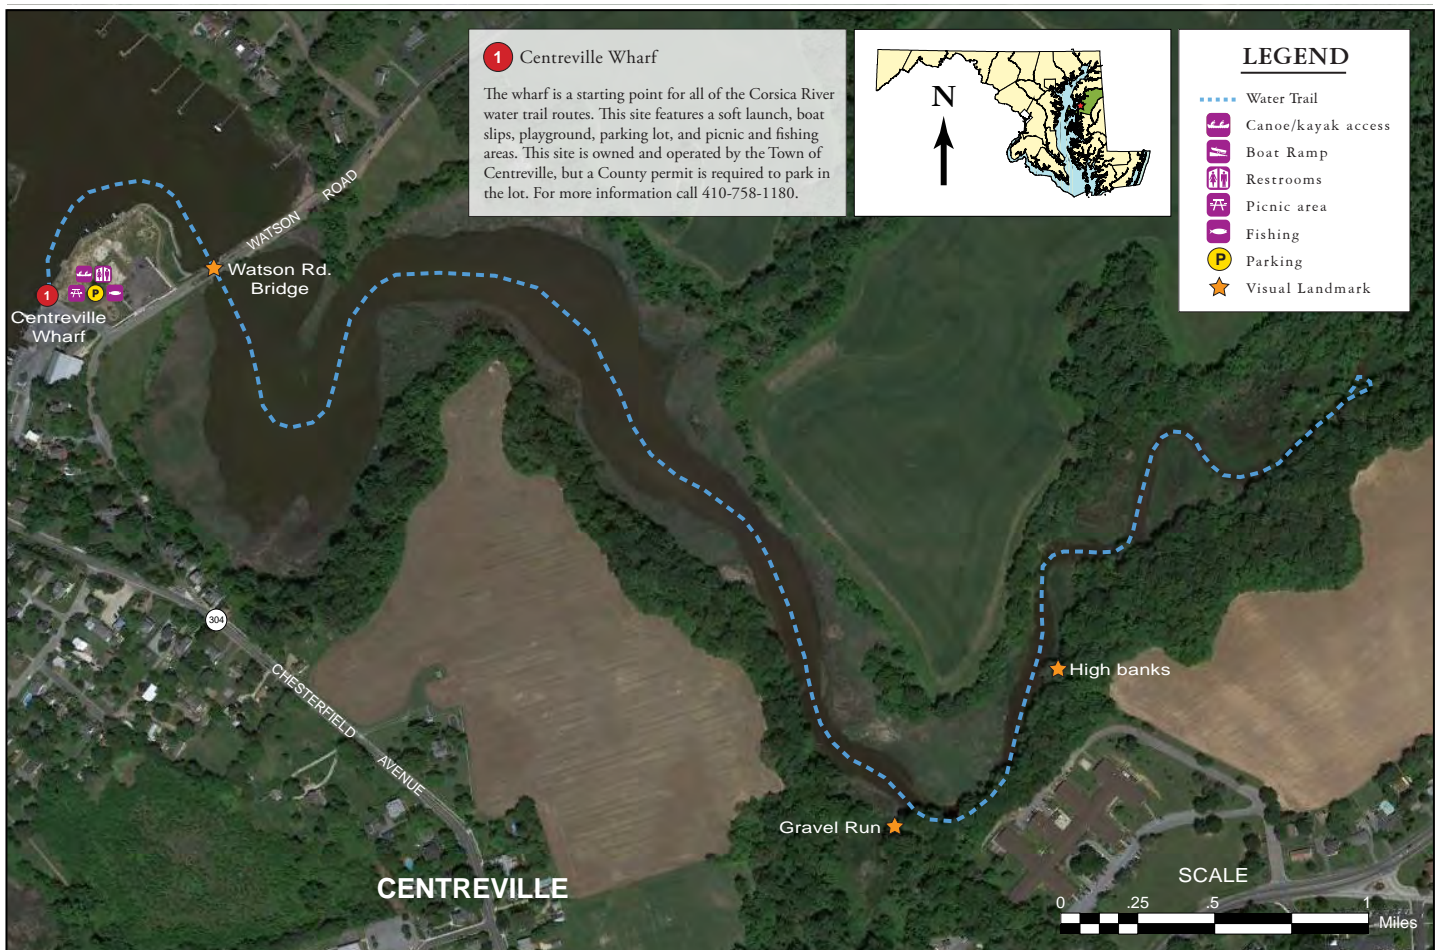 1 Centreville Wharf
The wharf is a starting point for all of the Corsica River
water trail routes. This site features a soft launch, boat
slips, playground, parking lot, and picnic and fishing
areas. This site is owned and operated by the Town of
Centreville, but a County permit is required to park in
the lot. For more information call 410-758-1180.
N
LEGEND
Water Trail
Canoe/kayak access
Boat Ramp
Restrooms
Picnic area
Fishing
P Parking
Visual Landmark
WATSON ROAD
Watson Rd.
Bridge
P
1
Centreville
Wharf
304
CHESTERFIELD AVENUE
High banks
Gravel Run
CENTREVILLE
SCALE
0 .25 .5 1
Miles